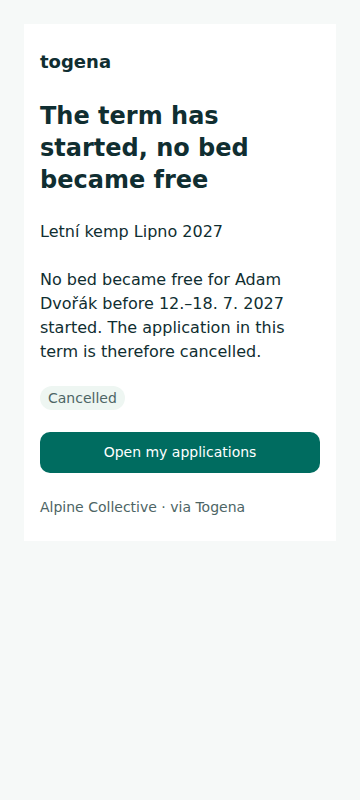 togena
The term has
started, no bed
became free
Letní kemp Lipno 2027
No bed became free for Adam
Dvořák before 12.–18. 7. 2027
started. The application in this
term is therefore cancelled.
Cancelled
Open my applications
Alpine Collective · via Togena